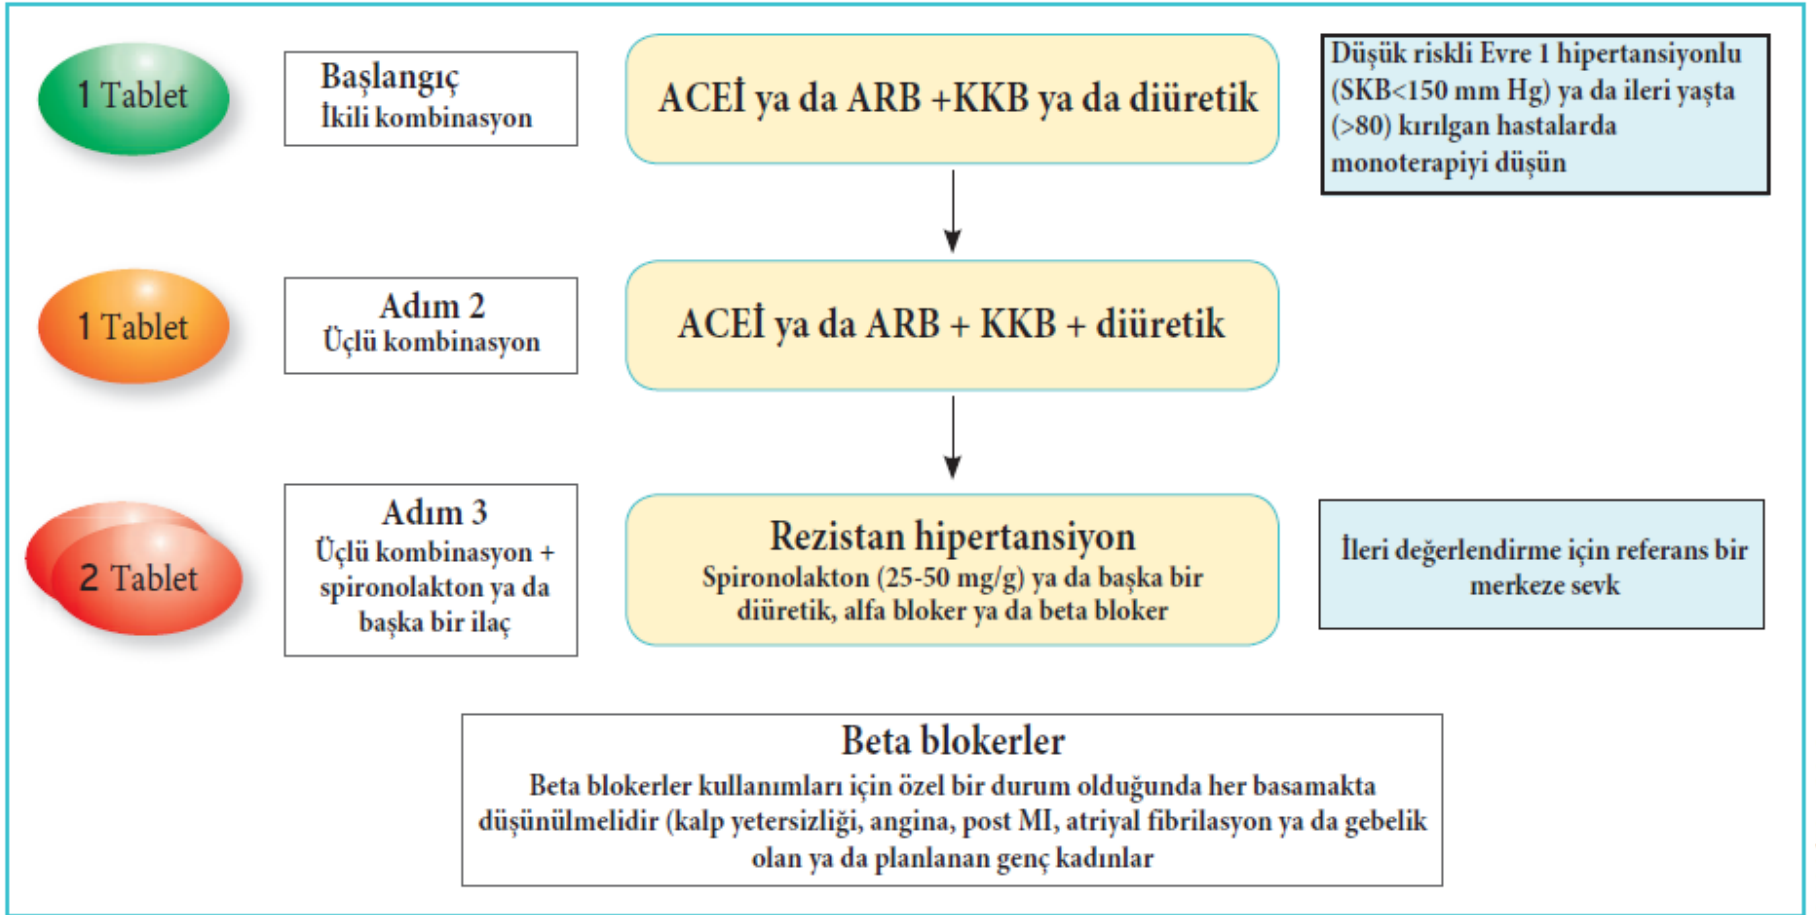 1 Tablet
Başlangıç
İkili kombinasyon
ACEİ ya da ARB +KKB ya da diüretik
Düşük riskli Evre 1 hipertansiyonlu
(SKB<150 mm Hg) ya da ileri yaşta
(>80) kırılgan hastalarda
monoterapiyi düşün
1 Tablet
Adım 2
Üçlü kombinasyon
ACEİ ya da ARB + KKB + diüretik
2 Tablet
Adım 3
Üçlü kombinasyon +
spironolakton ya da
başka bir ilaç
Rezistan hipertansiyon
Spironolakton (25-50 mg/g) ya da başka bir
diüretik, alfa bloker ya da beta bloker
İleri değerlendirme için referans bir
merkeze sevk
Beta blokerler
Beta blokerler kullanımları için özel bir durum olduğunda her basamakta
düşünülmelidir (kalp yetersizliği, angina, post MI, atriyal fibrilasyon ya da gebelik
olan ya da planlanan genç kadınlar